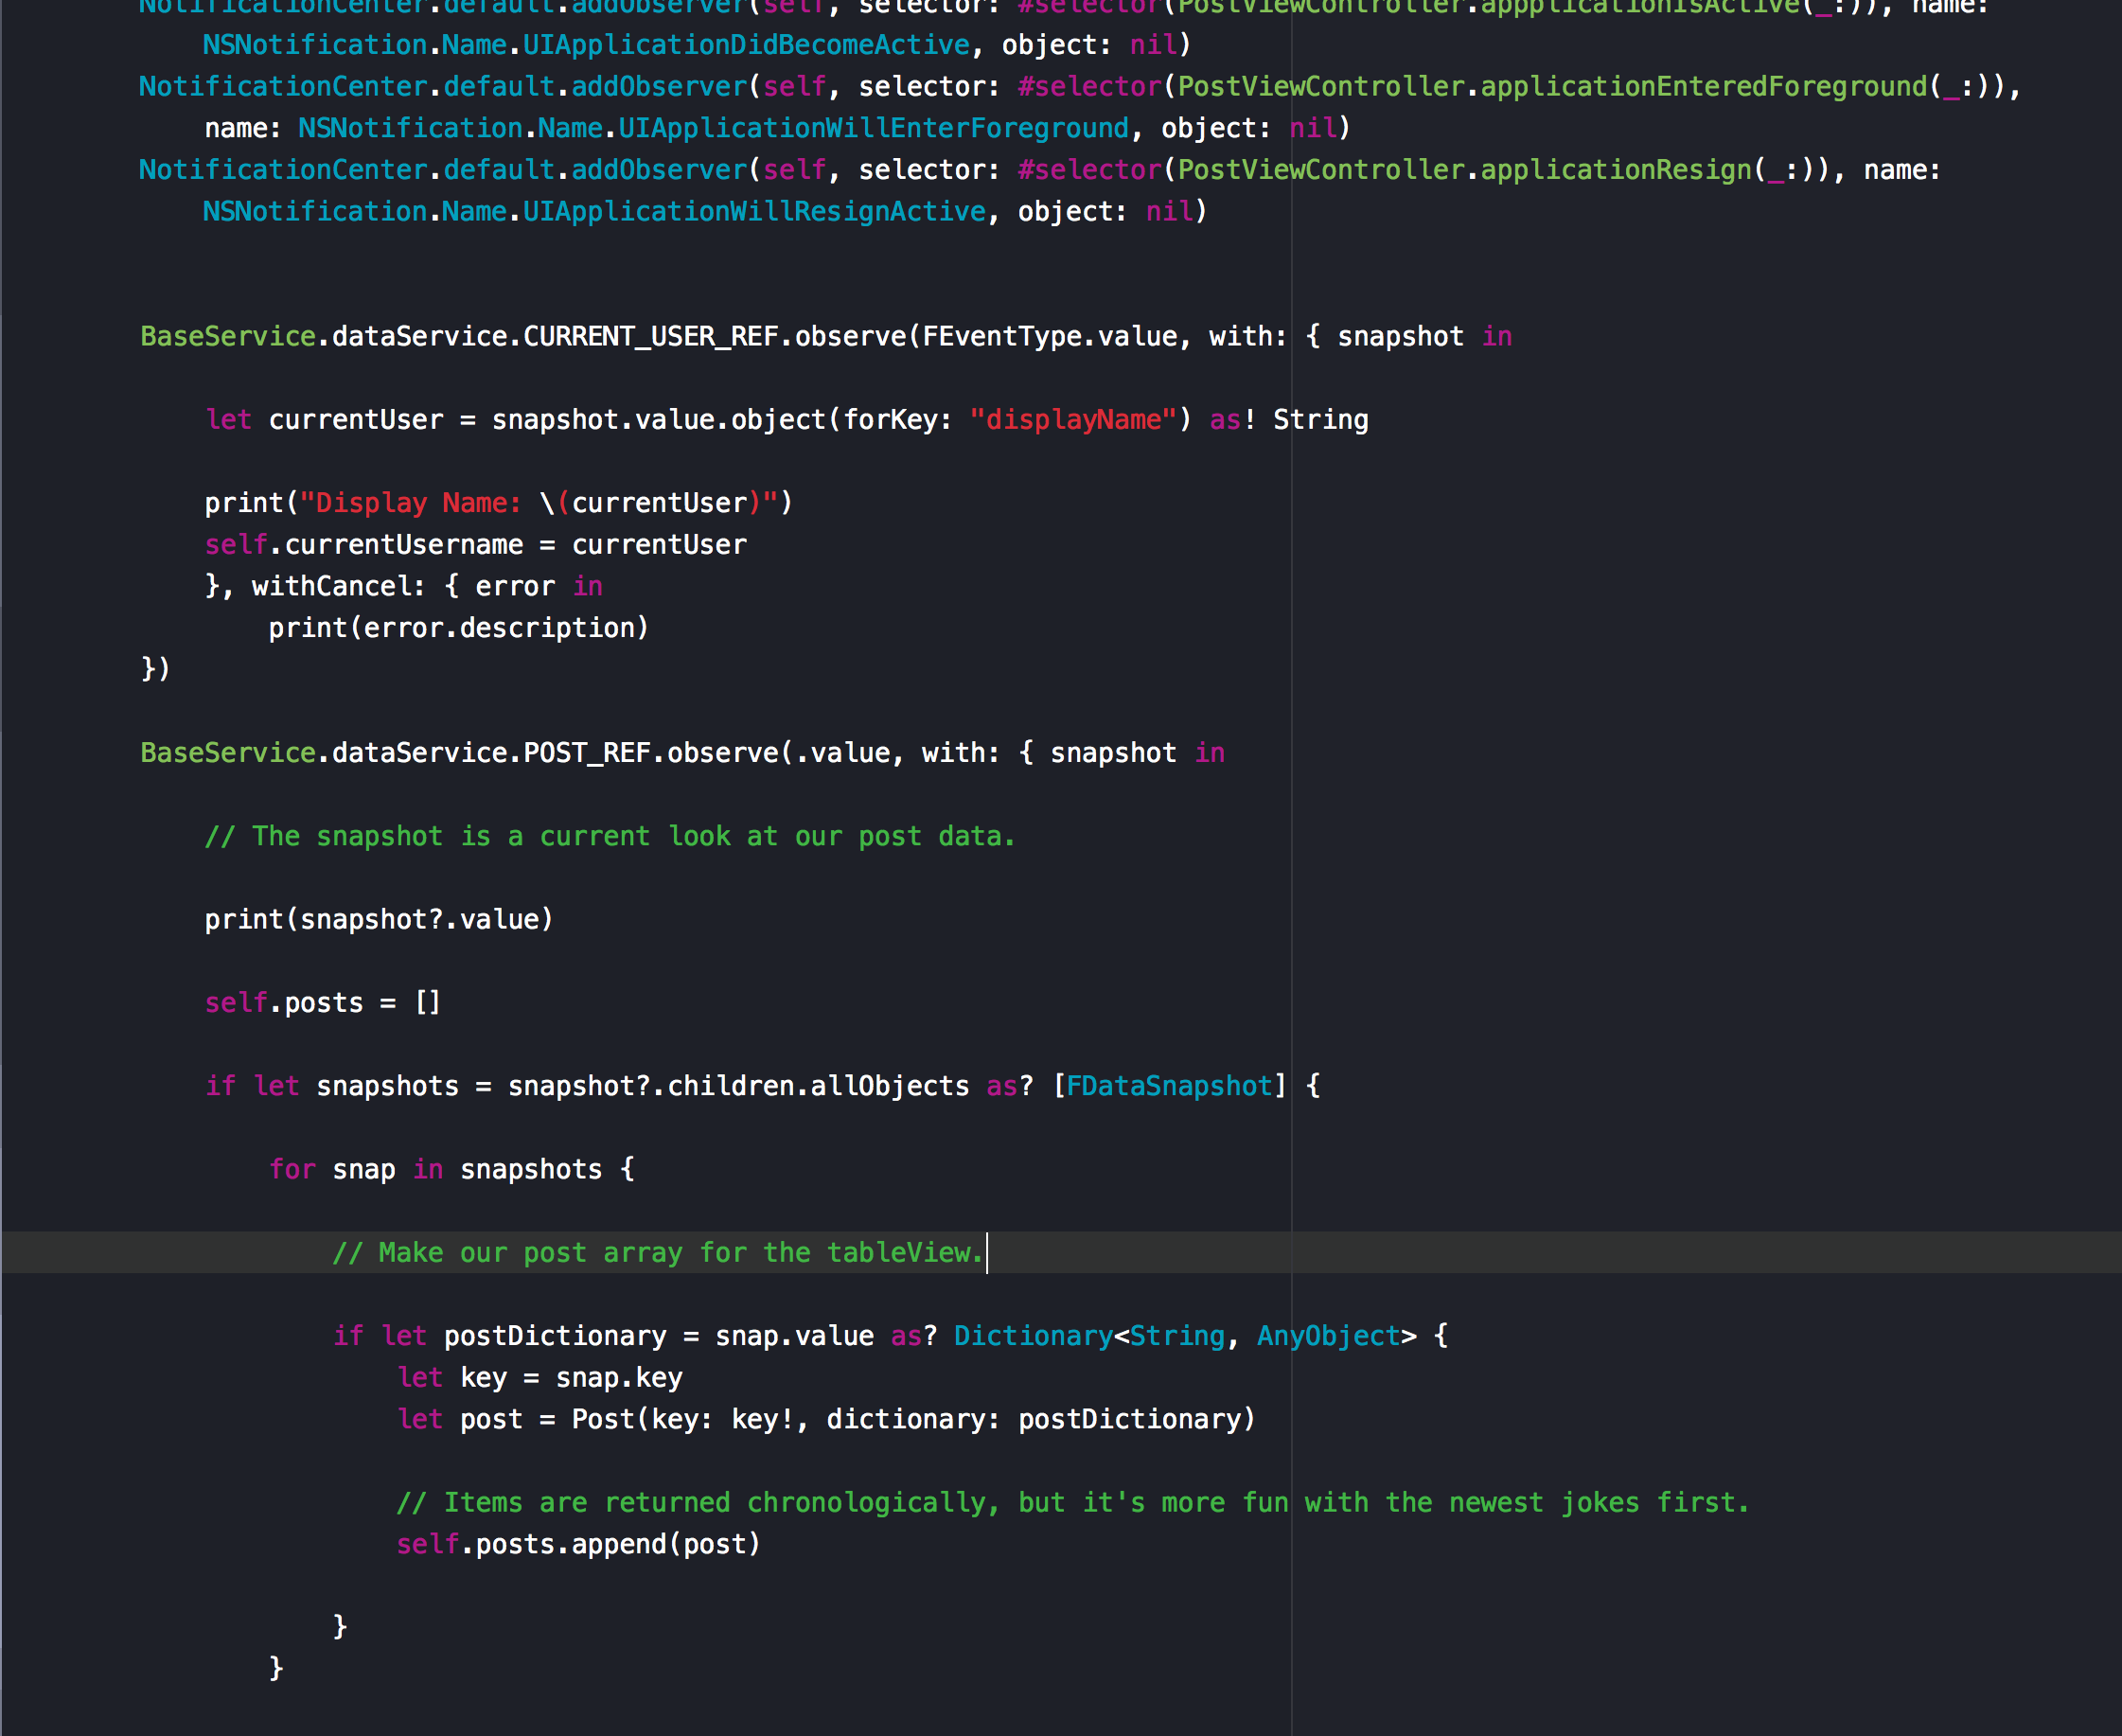 NotificationCenter.default.addObserver(self, selector: #selector(PostViewController.appplicationIsActive(_:)), name:
NSNotification.Name.UIApplicationDidBecomeActive, object: nil)
NotificationCenter.default.addObserver(self, selector: #selector(PostViewController.applicationEnteredForeground(_:)),
name: NSNotification.Name.UIApplicationWillEnterForeground, object: nil)
NotificationCenter.default.addObserver(self, selector: #selector(PostViewController.applicationResign(_:)), name:
NSNotification.Name.UIApplicationWillResignActive, object: nil)
BaseService.dataService.CURRENT_USER_REF.observe(FEventType.value, with: { snapshot in
let currentUser = snapshot.value.object(forKey: "displayName") as! String
print("Display Name: \(currentUser)")
self.currentUsername = currentUser
}, withCancel: { error in
print(error.description)
})
BaseService.dataService.POST_REF.observe(.value, with: { snapshot in
// The snapshot is a current look at our post data.
print(snapshot?.value)
self.posts = []
if let snapshots = snapshot?.children.allObjects as? [FDataSnapshot] {
for snap in snapshots {
// Make our post array for the tableView.
if let postDictionary = snap.value as? Dictionary<String, AnyObject> {
let key = snap.key
let post = Post(key: key!, dictionary: postDictionary)
// Items are returned chronologically, but it's more fun with the newest jokes first.
self.posts.append(post)
}
}